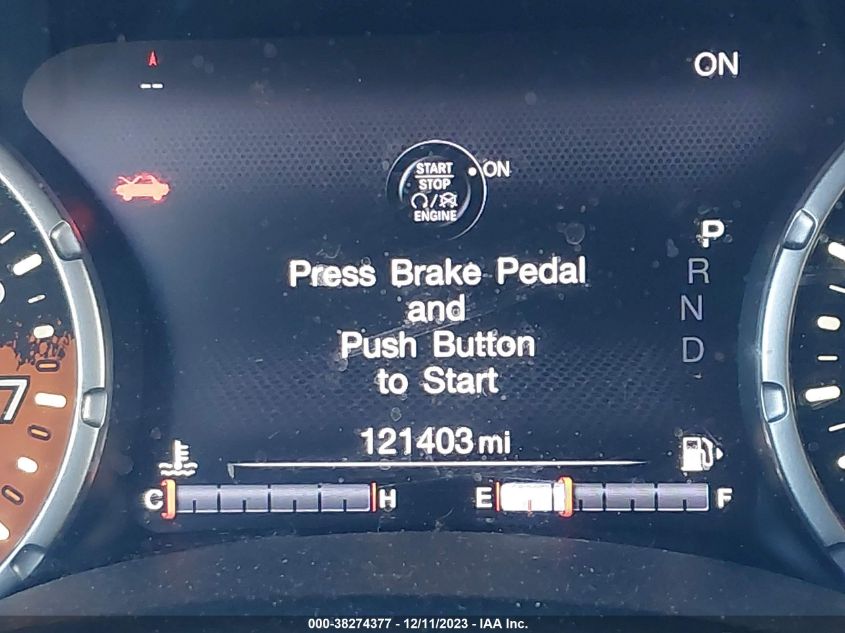 --
ON
START
STOP
ENGINE
ON
P
R
N
D
Press Brake Pedal
and
Push Button
to Start
7
121403 mi
C H E F
000-38274377 - 12/11/2023 - IAA Inc.